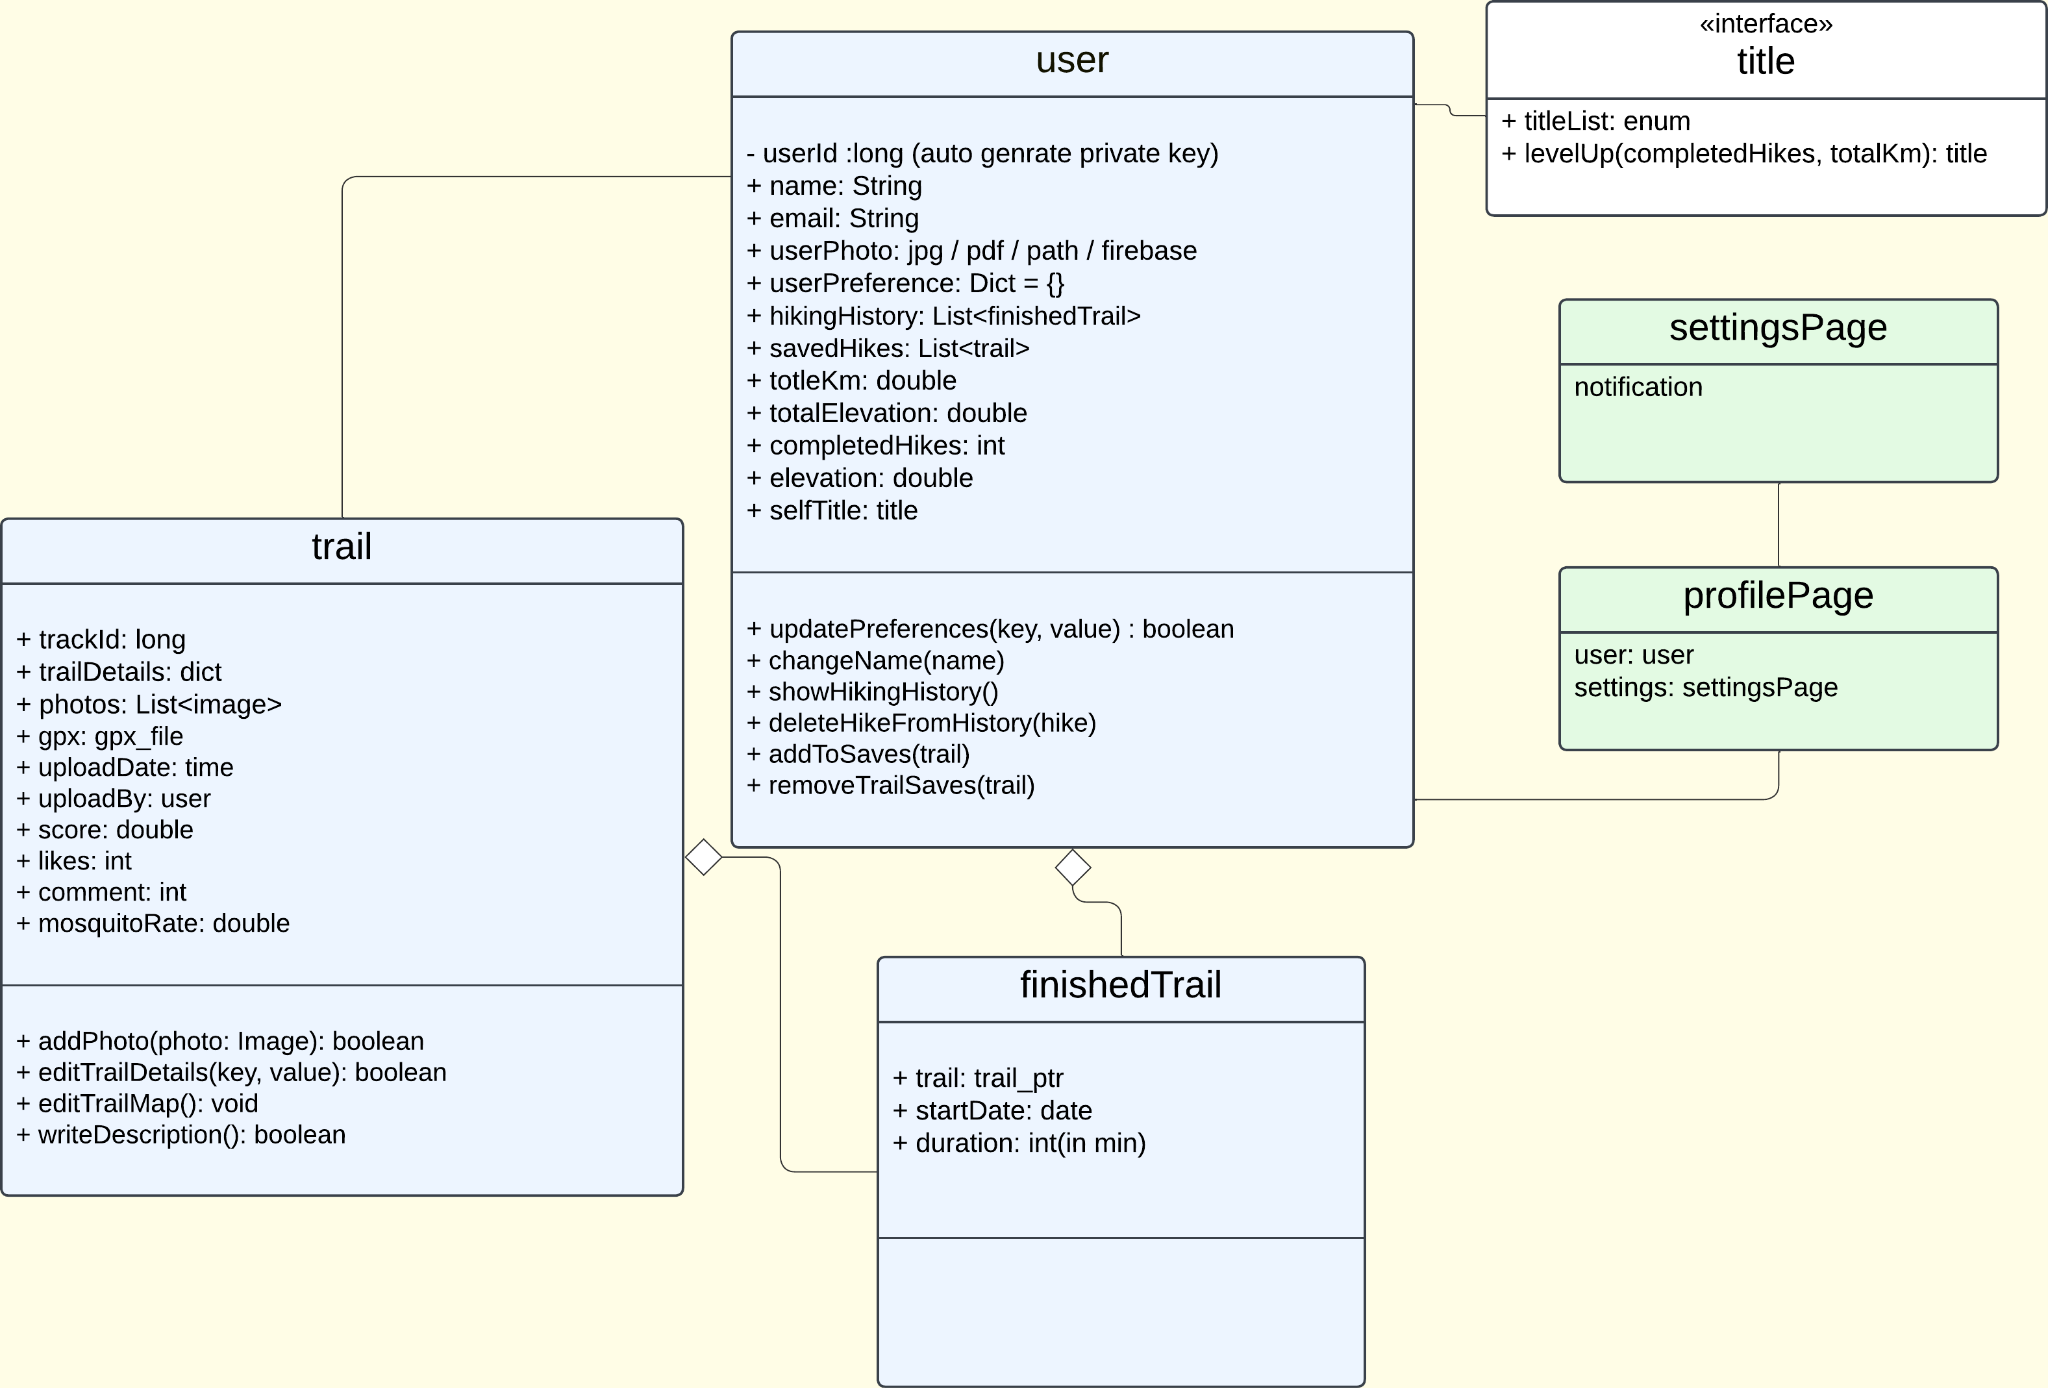 user
- userId :long (auto genrate private key)
+ name: String
+ email: String
+ userPhoto: jpg / pdf / path / firebase
+ userPreference: Dict = {}
+ hikingHistory: List<finishedTrail>
+ savedHikes: List<trail>
+ totleKm: double
+ totalElevation: double
+ completedHikes: int
+ elevation: double
+ selfTitle: title
+ updatePreferences(key, value) : boolean
+ changeName(name)
+ showHikingHistory()
+ deleteHikeFromHistory(hike)
+ addToSaves(trail)
+ removeTrailSaves(trail)
«interface»
title
+ titleList: enum
+ levelUp(completedHikes, totalKm): title
settingsPage
notification
profilePage
user: user
settings: settingsPage
trail
+ trackId: long
+ trailDetails: dict
+ photos: List<image>
+ gpx: gpx_file
+ uploadDate: time
+ uploadBy: user
+ score: double
+ likes: int
+ comment: int
+ mosquitoRate: double
+ addPhoto(photo: Image): boolean
+ editTrailDetails(key, value): boolean
+ editTrailMap(): void
+ writeDescription(): boolean
finishedTrail
+ trail: trail_ptr
+ startDate: date
+ duration: int(in min)